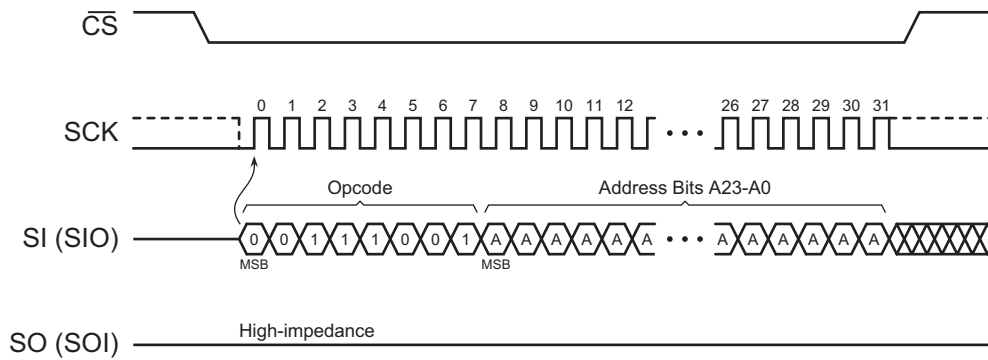 CS
0 1 2 3 4 5 6 7 8 9 10 11 12 26 27 28 29 30 31
SCK
Opcode Address Bits A23-A0
SI (SIO) 0 0 1 1 1 0 0 1 A A A A A A A A A A A A
MSB MSB
High-impedance
SO (SOI)